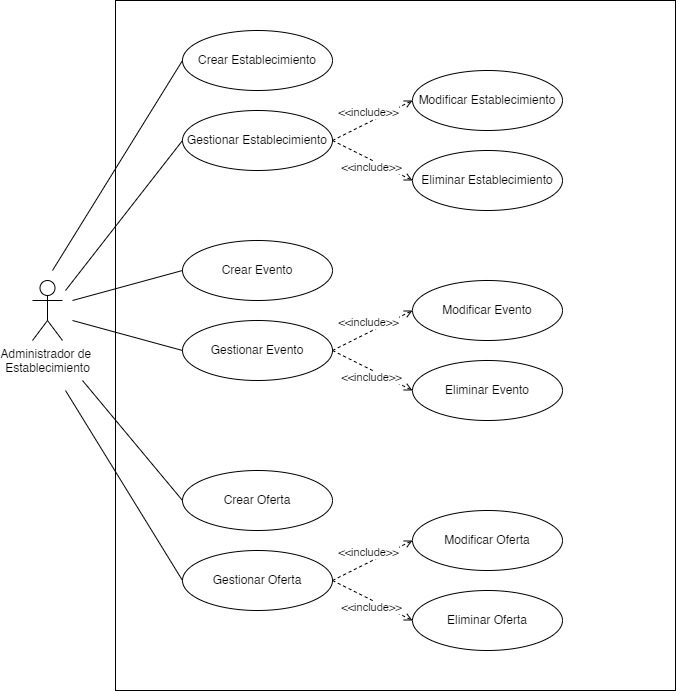 Crear Establecimiento
Gestionar Establecimiento
<<include>>
Modificar Establecimiento
<<include>>
Eliminar Establecimiento
Crear Evento
Administrador de
Establecimiento
Gestionar Evento
<<include>>
Modificar Evento
<<include>>
Eliminar Evento
Crear Oferta
Gestionar Oferta
<<include>>
Modificar Oferta
<<include>>
Eliminar Oferta